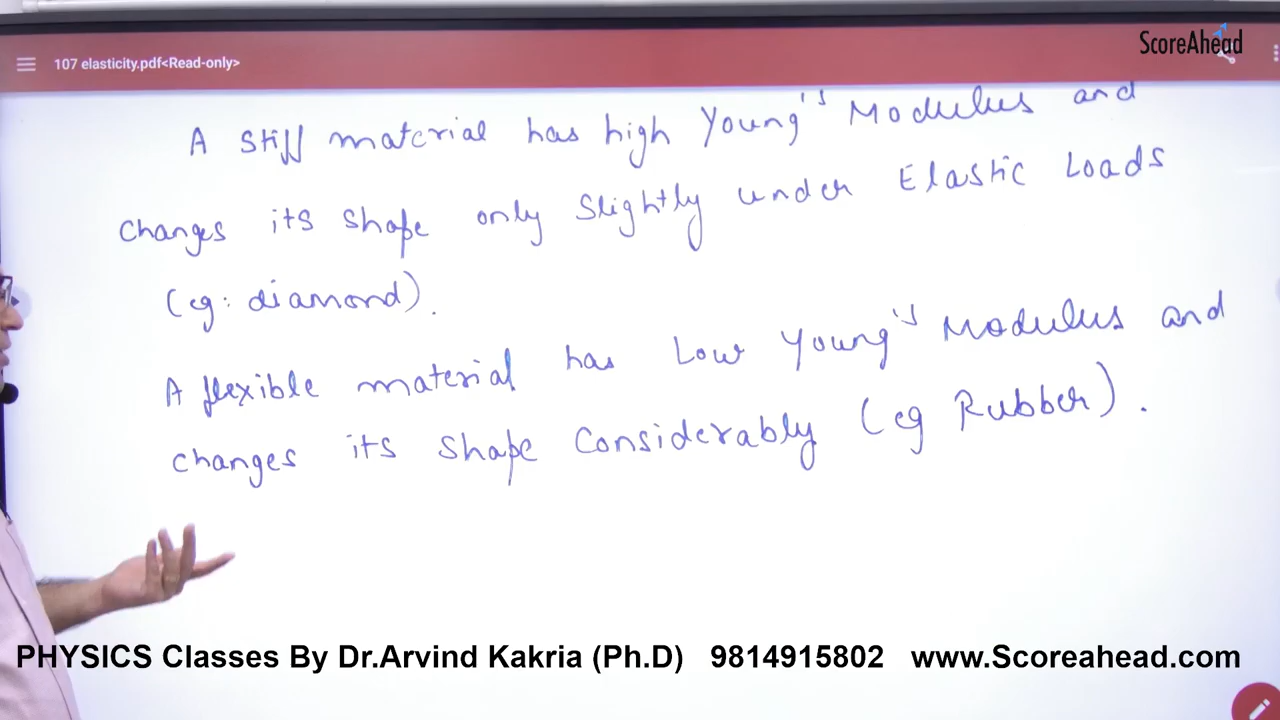 ScoreAhead
107 elasticity.pdf<Read-only>
A stiff material has high Young's Modulus and
changes its shape only slightly under Elastic Loads
(eg: diamond).
A flexible material has Low Young's Modulus and
changes its shape Considerably (eg Rubber).
PHYSICS Classes By Dr.Arvind Kakria (Ph.D) 9814915802 www.Scoreahead.com